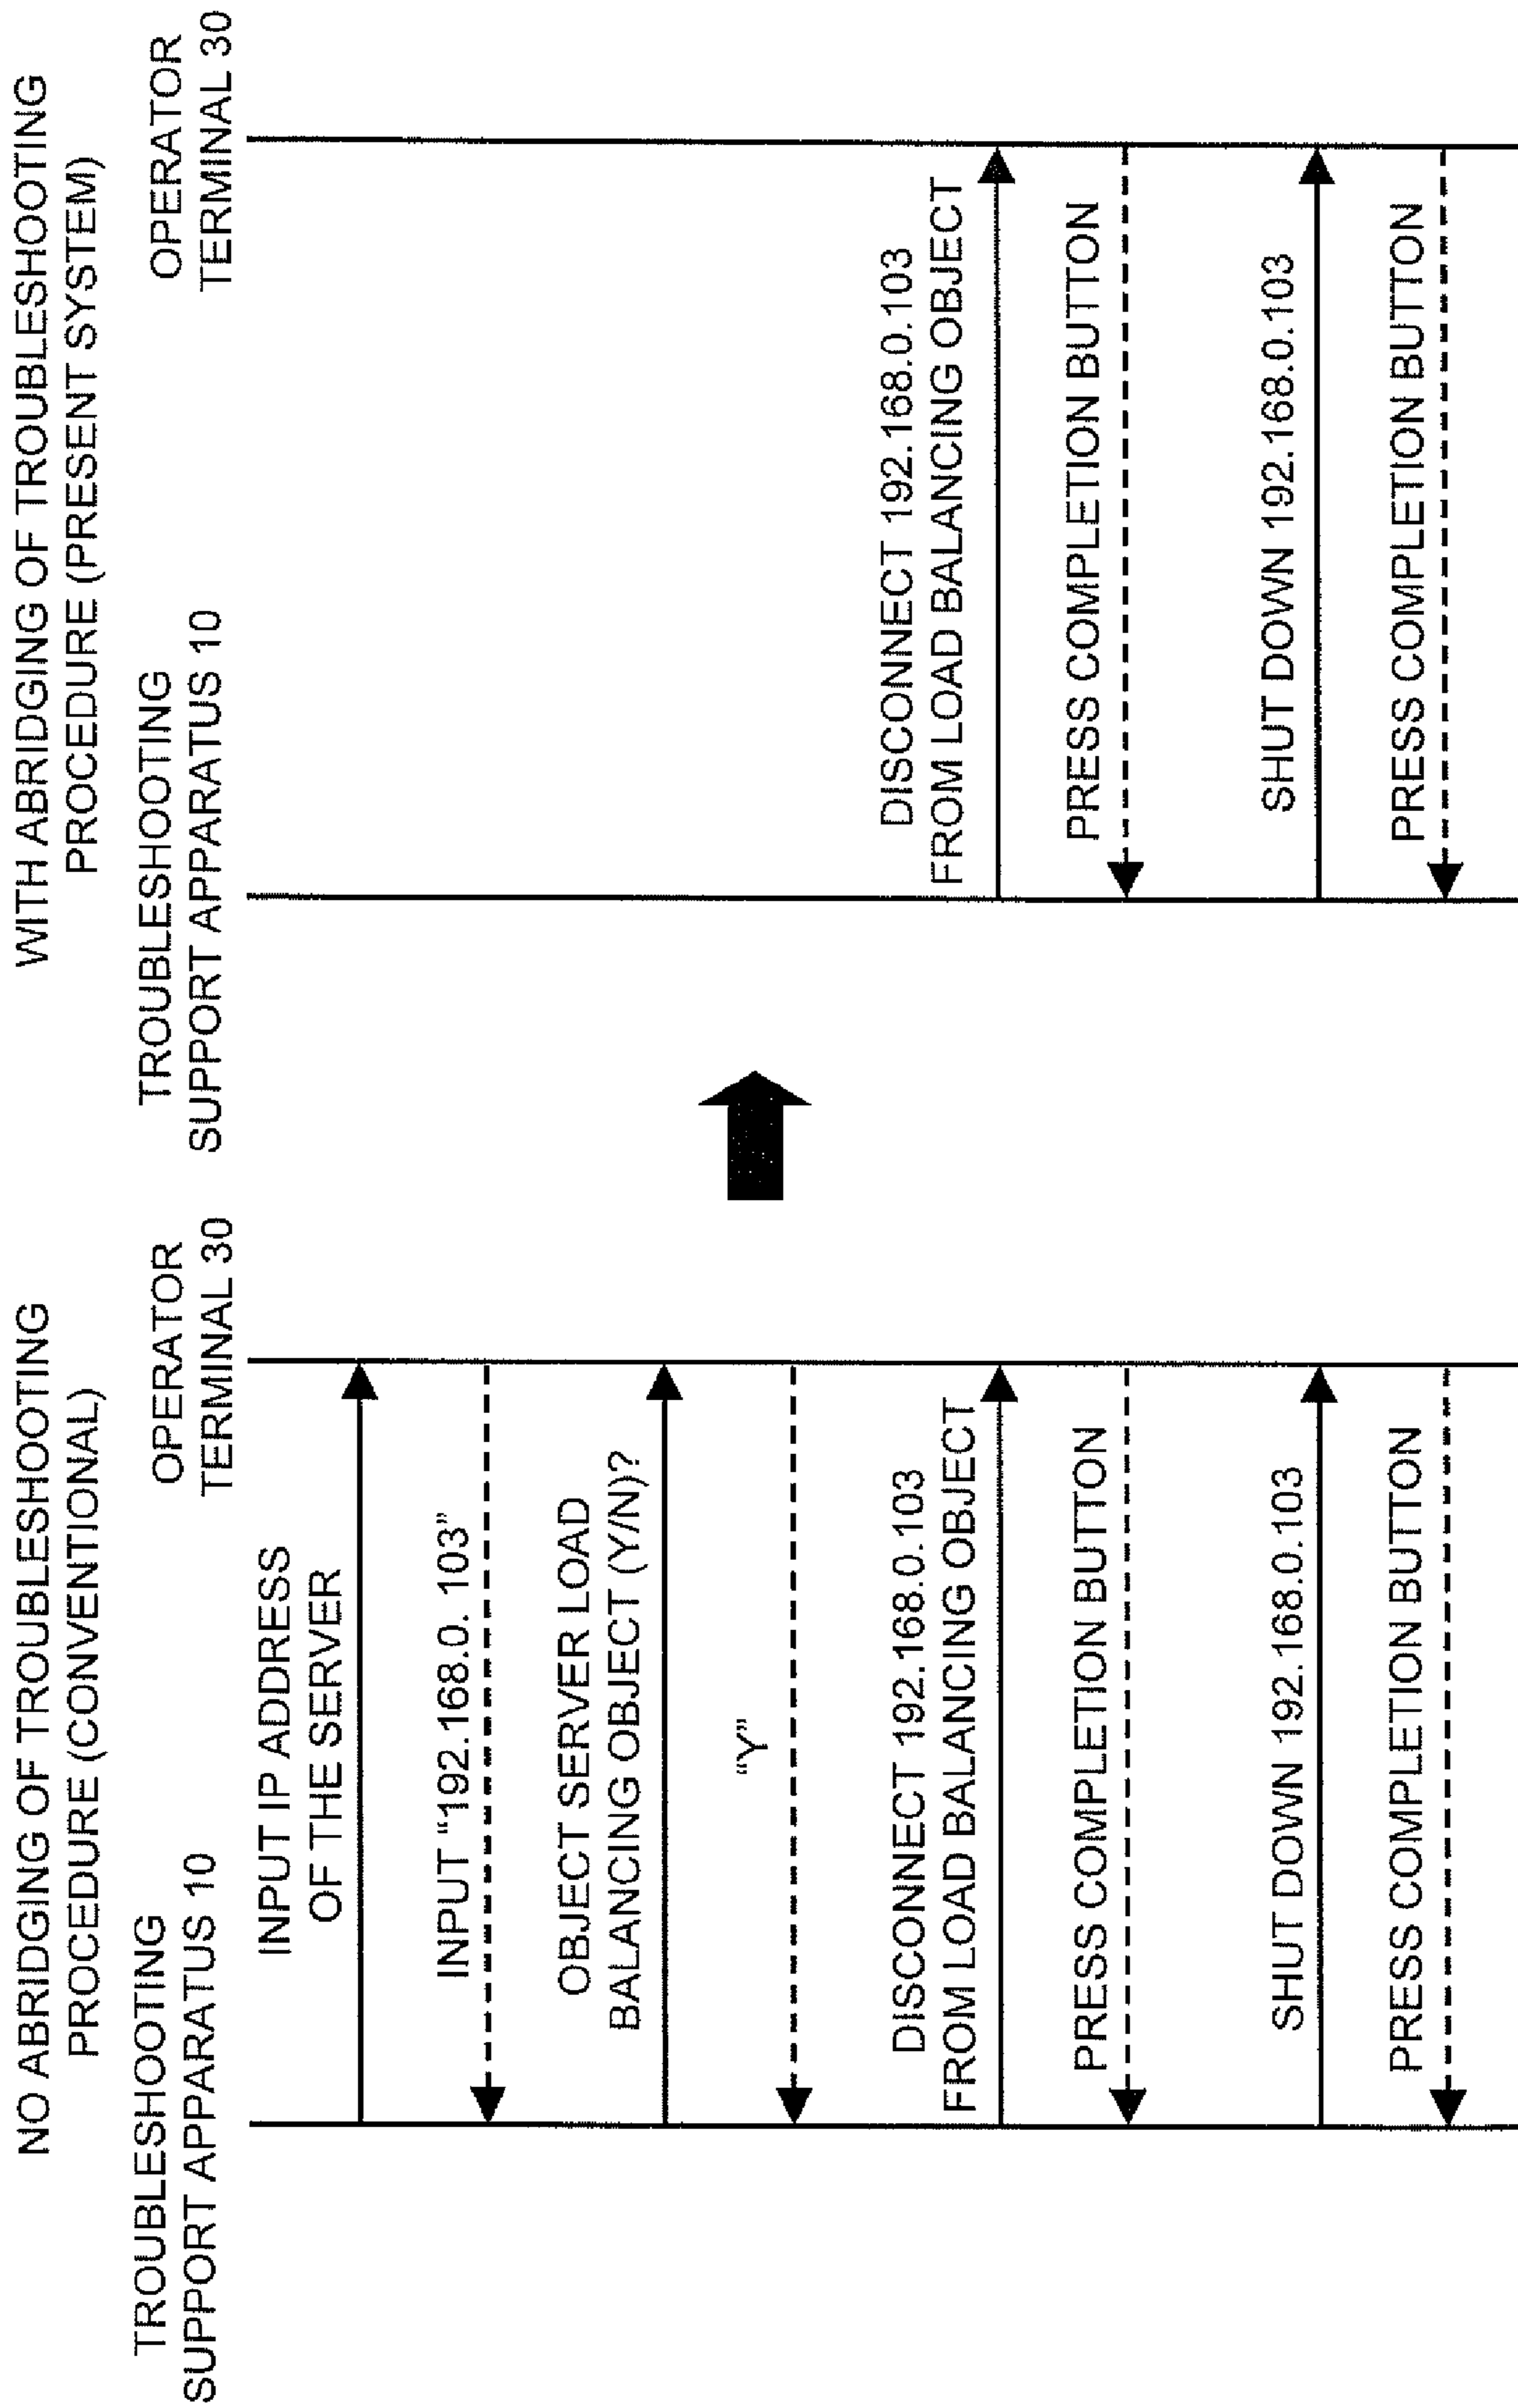 NO ABRIDGING OF TROUBLESHOOTING
PROCEDURE (CONVENTIONAL)
TROUBLESHOOTING
SUPPORT APPARATUS 10
OPERATOR
TERMINAL 30
INPUT IP ADDRESS
OF THE SERVER
INPUT “192.168.0. 103”
OBJECT SERVER LOAD
BALANCING OBJECT (Y/N)?
“Y”
DISCONNECT 192.168.0.103
FROM LOAD BALANCING OBJECT
PRESS COMPLETION BUTTON
SHUT DOWN 192.168.0.103
PRESS COMPLETION BUTTON
WITH ABRIDGING OF TROUBLESHOOTING
PROCEDURE (PRESENT SYSTEM)
TROUBLESHOOTING
SUPPORT APPARATUS 10
OPERATOR
TERMINAL 30
DISCONNECT 192.168.0.103
FROM LOAD BALANCING OBJECT
PRESS COMPLETION BUTTON
SHUT DOWN 192.168.0.103
PRESS COMPLETION BUTTON